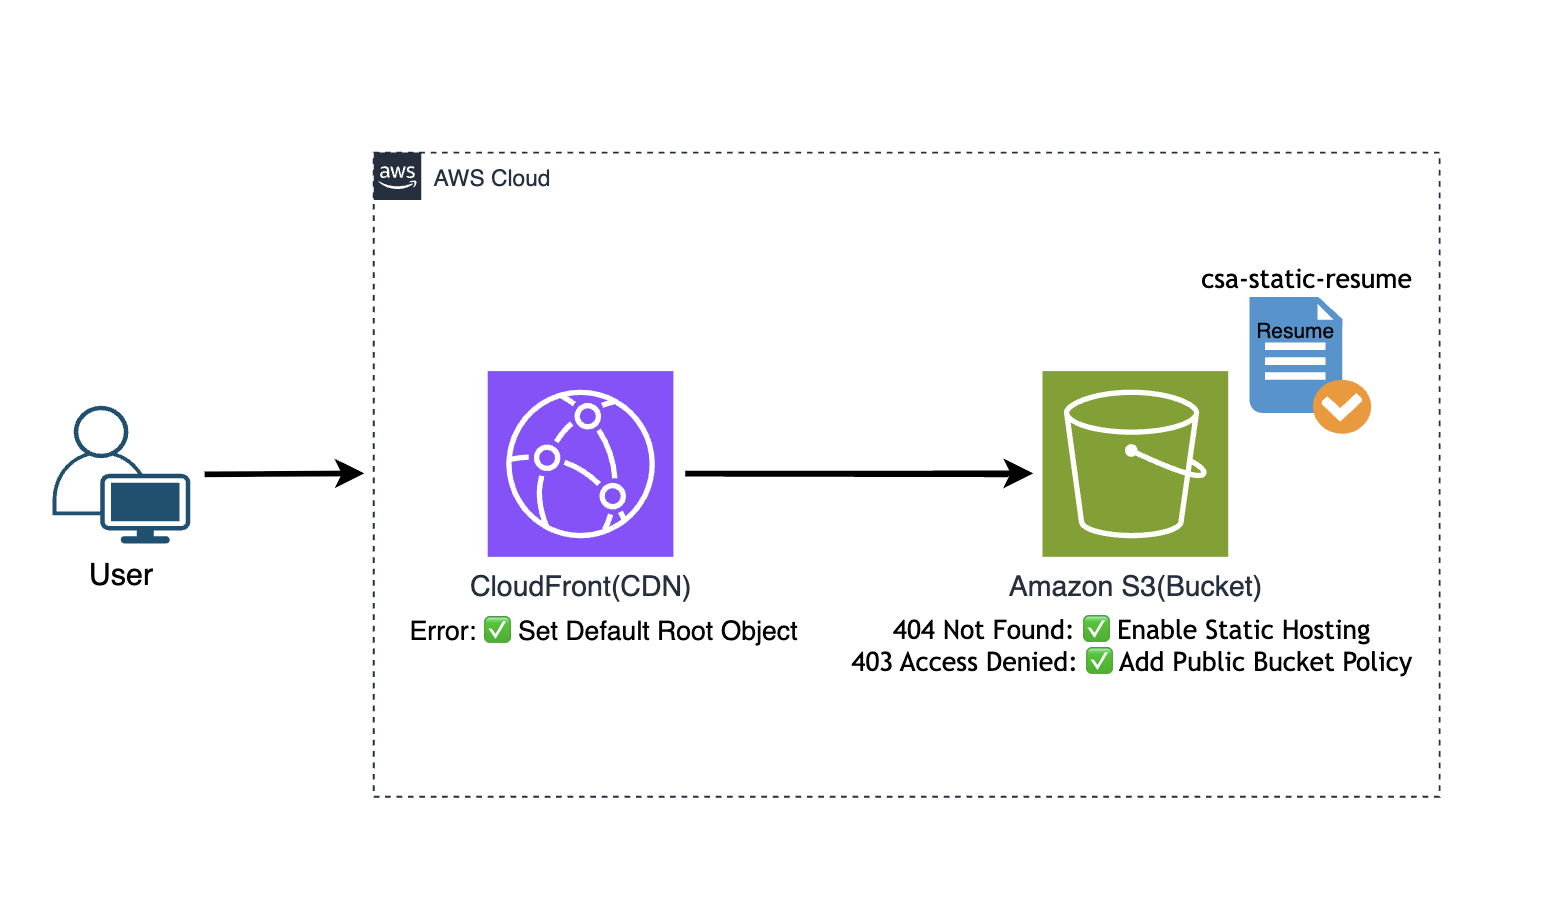 aws
AWS Cloud
csa-static-resume
Resume
User
CloudFront(CDN)
Error: ✅ Set Default Root Object
Amazon S3(Bucket)
404 Not Found: ✅ Enable Static Hosting
403 Access Denied: ✅ Add Public Bucket Policy